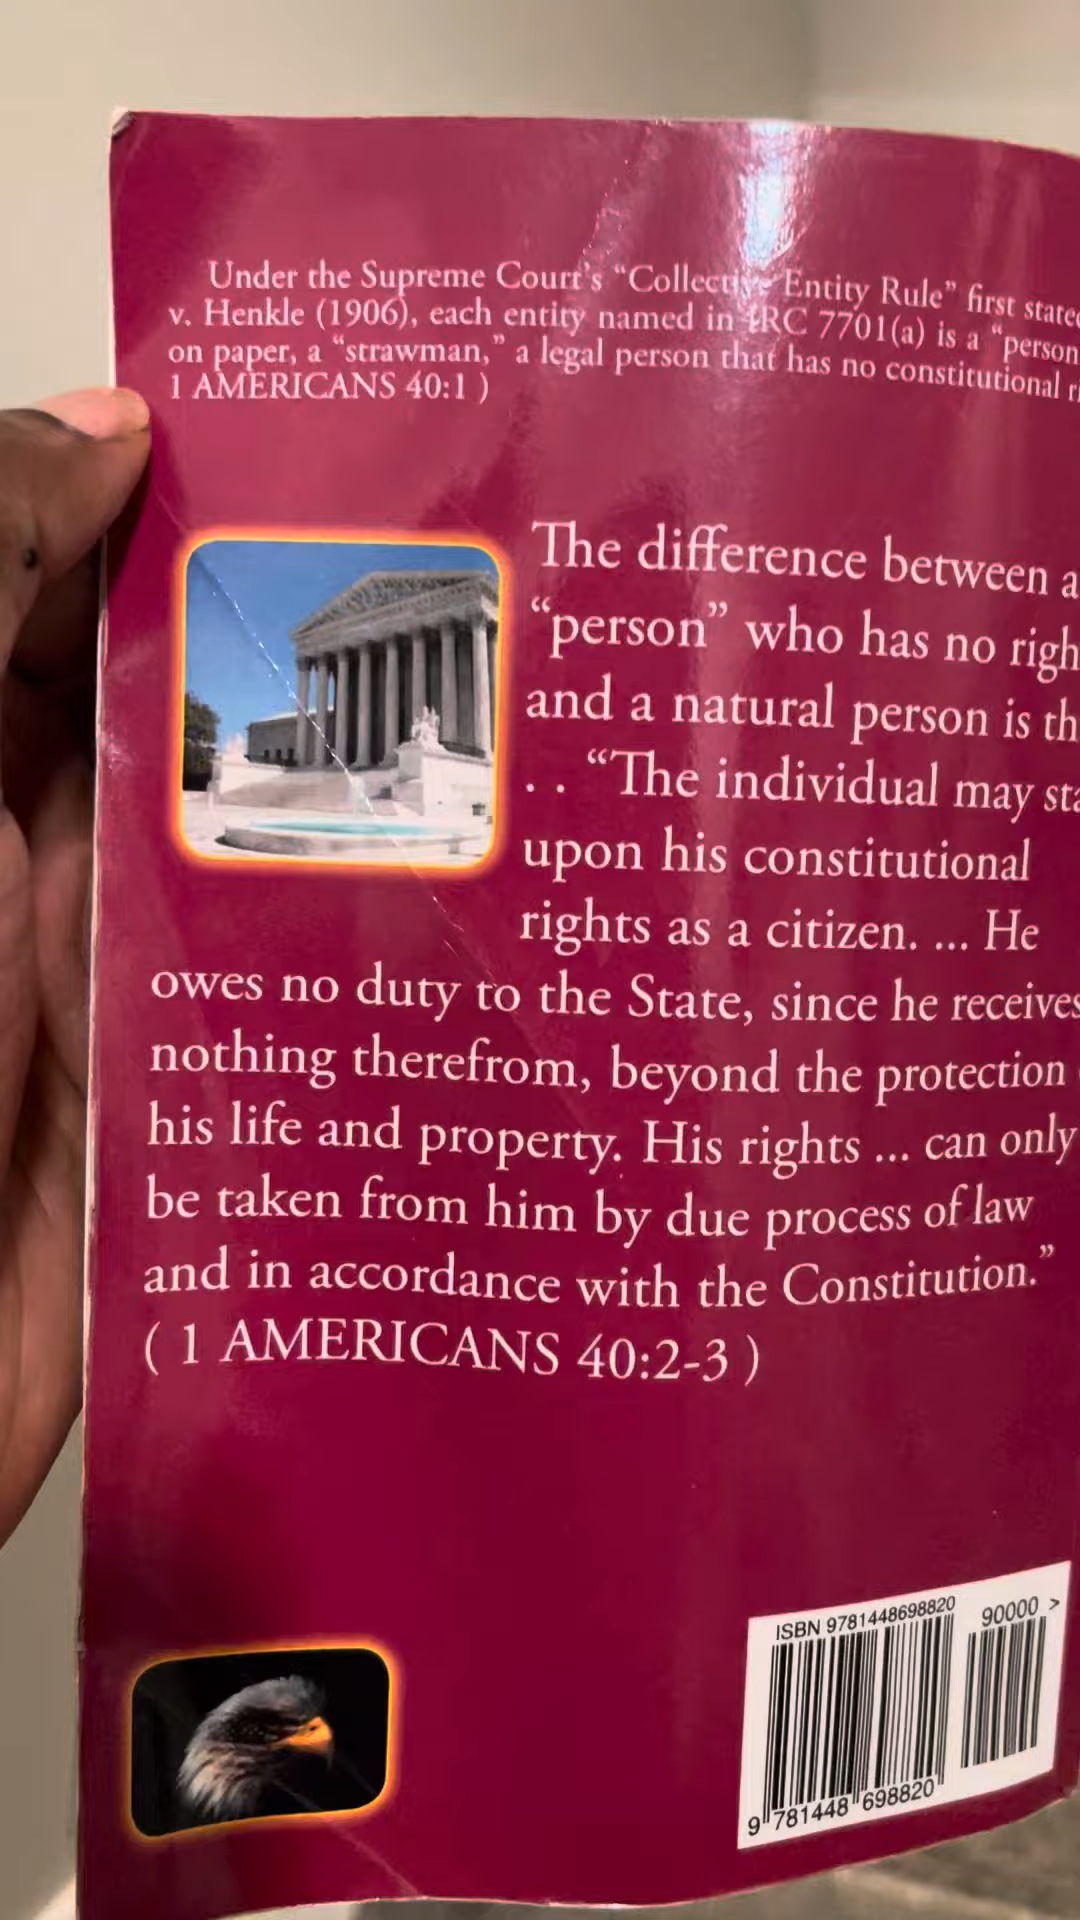 Under the Supreme Court's "Collective Entity Rule" first stated
v. Henkle (1906), each entity named in IRC 7701(a) is a "person
on paper, a "strawman," a legal person that has no constitutional
1 AMERICANS 40:1 )
The difference between a
"person" who has no
and a natural person is
. . "The individual may
upon his constitutional
rights as a citizen. ... He
owes no duty to the State, since he receives
nothing therefrom, beyond the protection
his life and property. His rights ... can only
be taken from him by due process of law
and in accordance with the Constitution."
( 1 AMERICANS 40:2-3 )
ISBN 9781448698820
90000 >
9 781448 698820